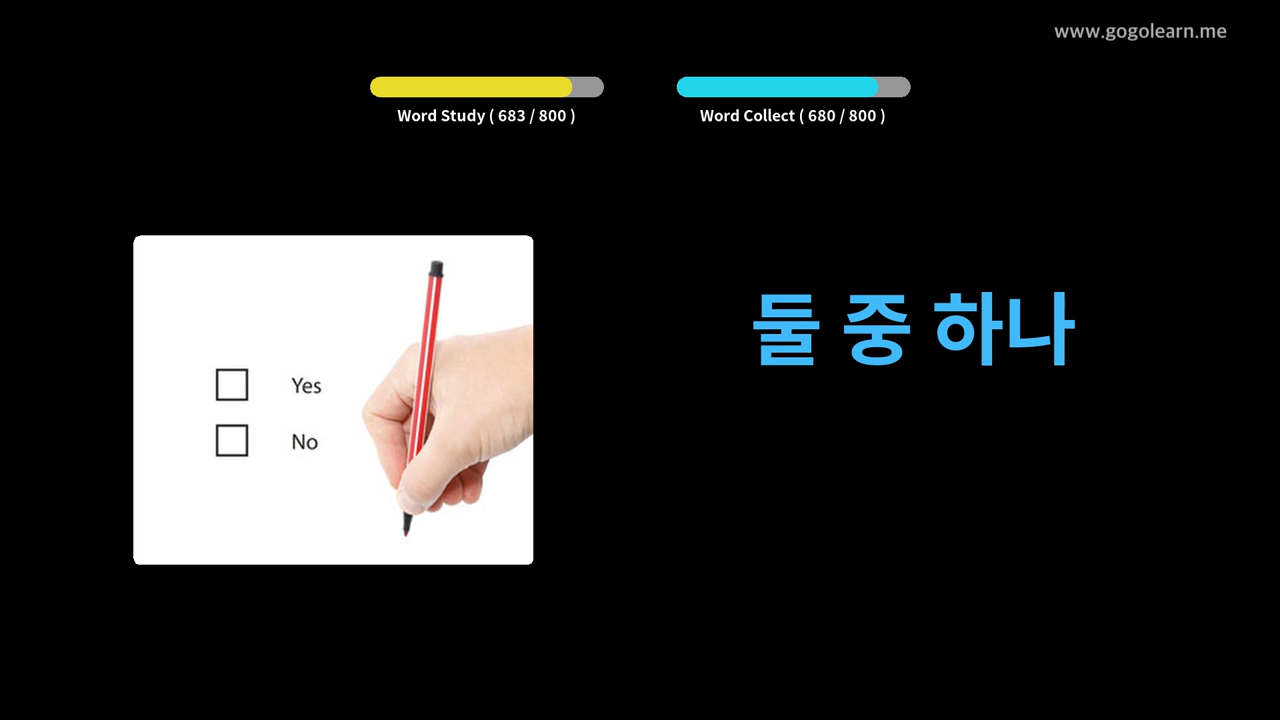 www.gogolearn.me
Word Study ( 683 / 800 )
Word Collect ( 680 / 800 )
Yes
No
둘 중 하나